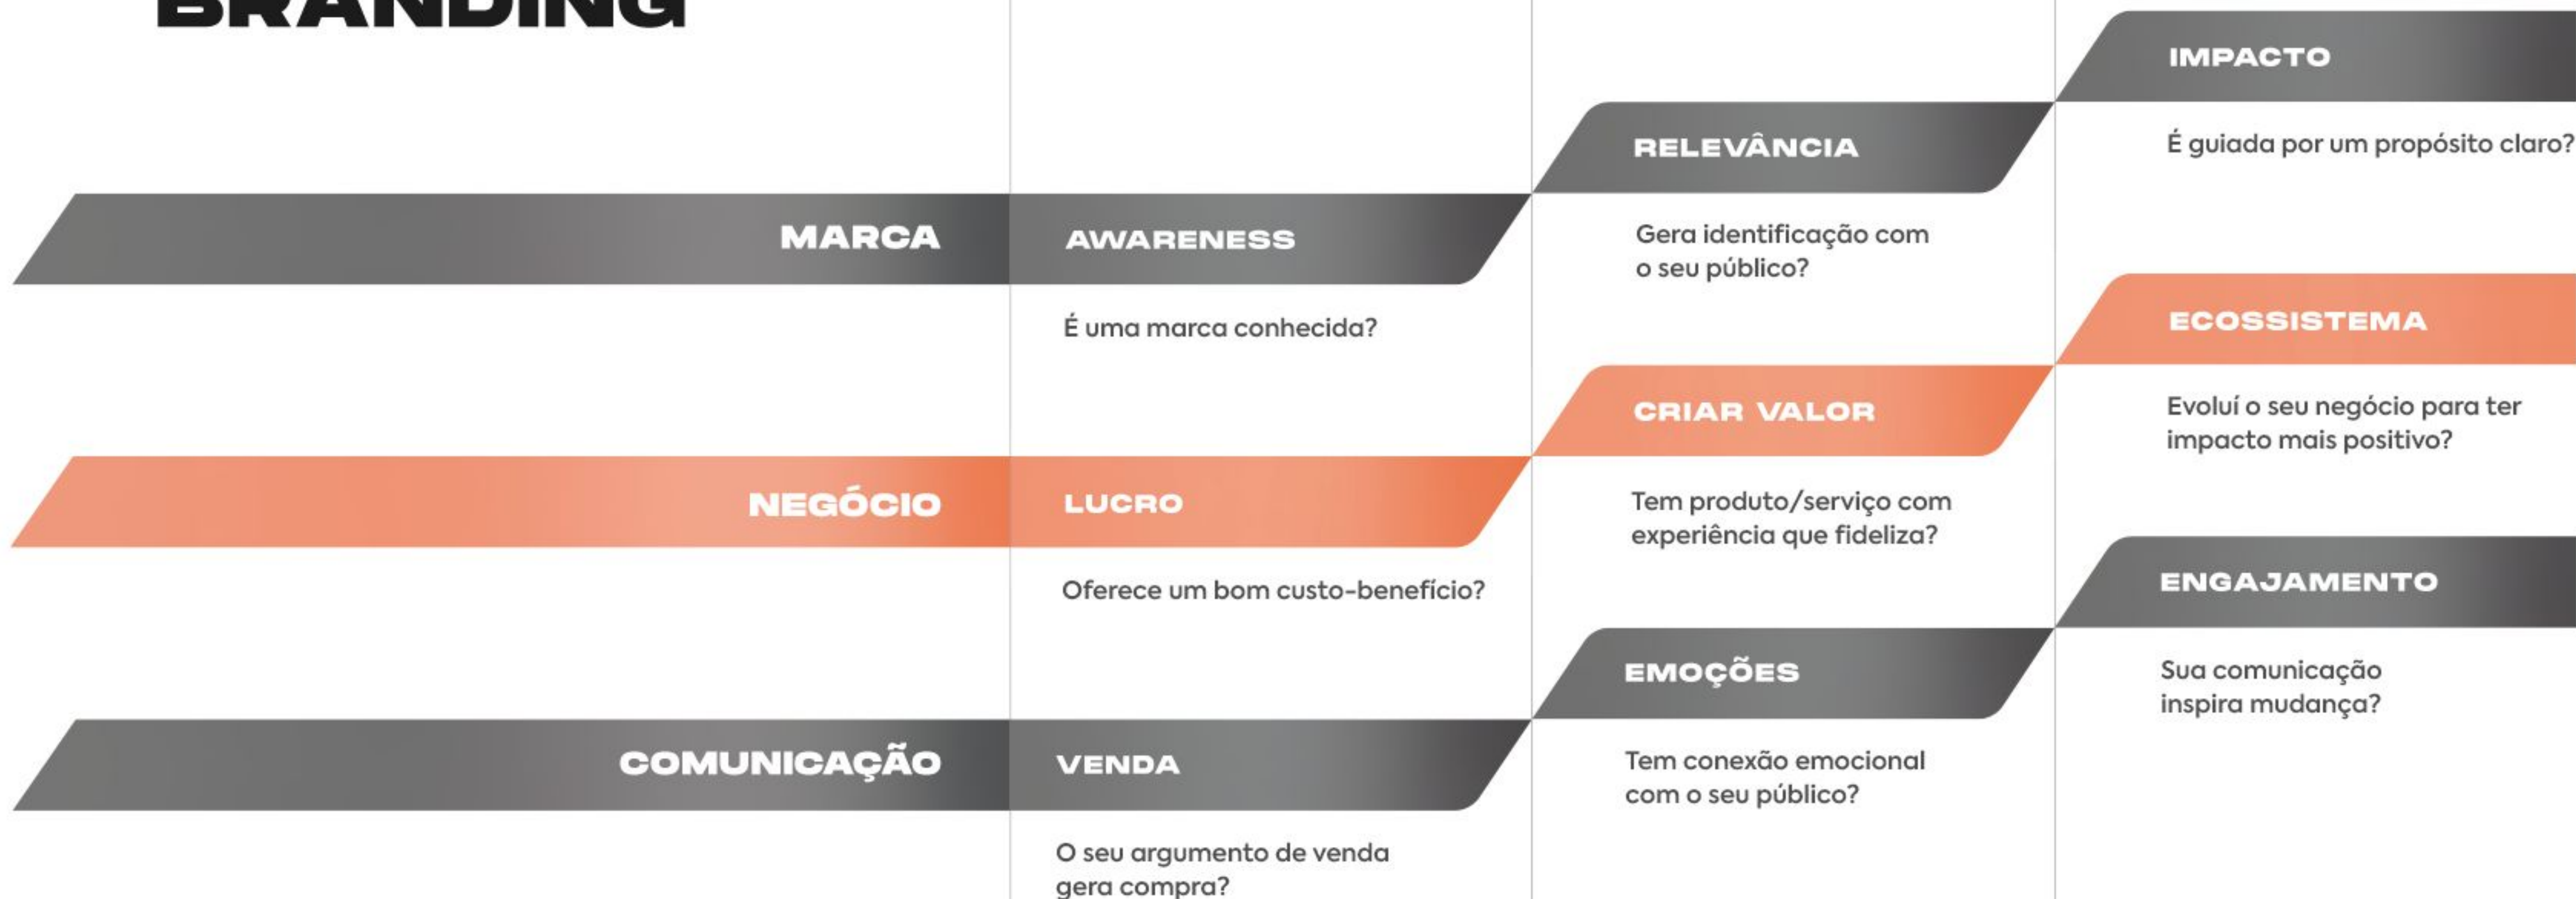 BRANDING
MARCA
AWARENESS
É uma marca conhecida?
RELEVÂNCIA
Gera identificação com
o seu público?
IMPACTO
É guiada por um propósito claro?
NEGÓCIO
LUCRO
Oferece um bom custo-benefício?
CRIAR VALOR
Tem produto/serviço com
experiência que fideliza?
ECOSSISTEMA
Evoluí o seu negócio para ter
impacto mais positivo?
COMUNICAÇÃO
VENDA
O seu argumento de venda
gera compra?
EMOÇÕES
Tem conexão emocional
com o seu público?
ENGAJAMENTO
Sua comunicação
inspira mudança?